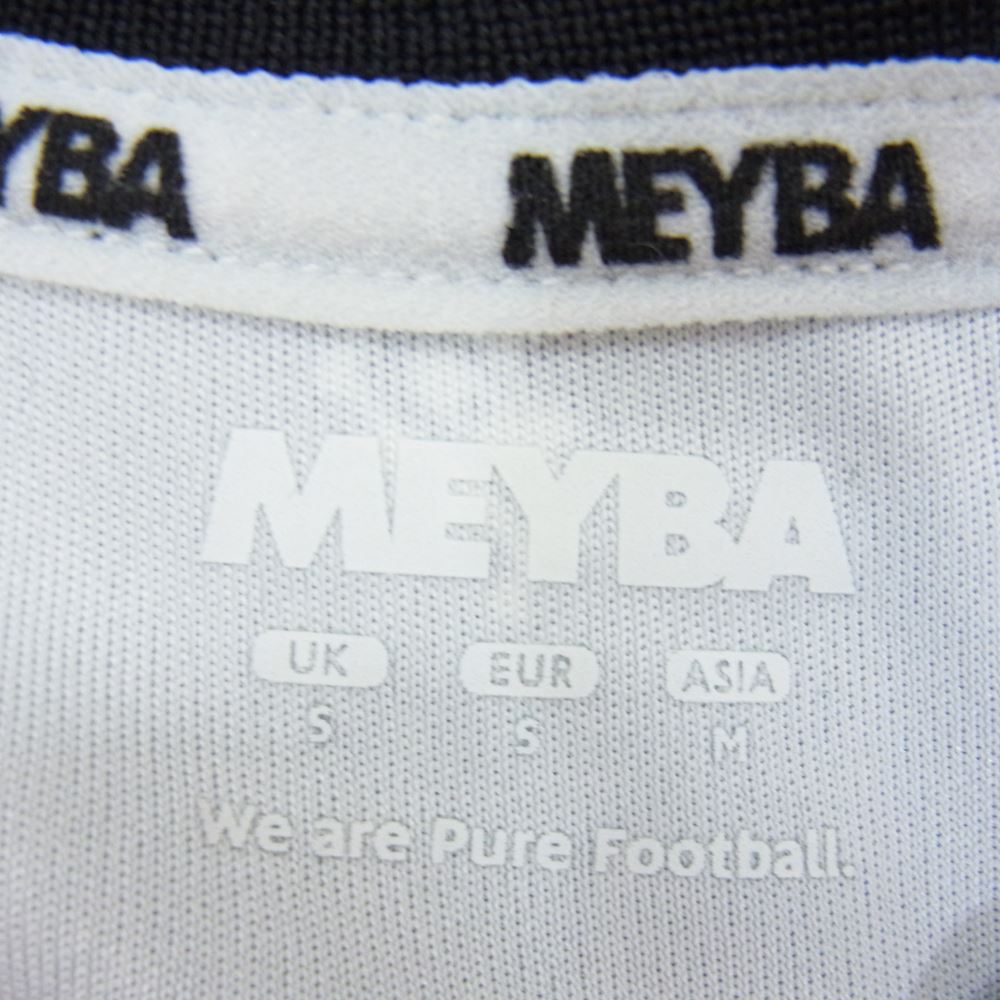 YBA MEYBA
MEYBA
UK EUR ASIA
S S M
We are Pure Football.